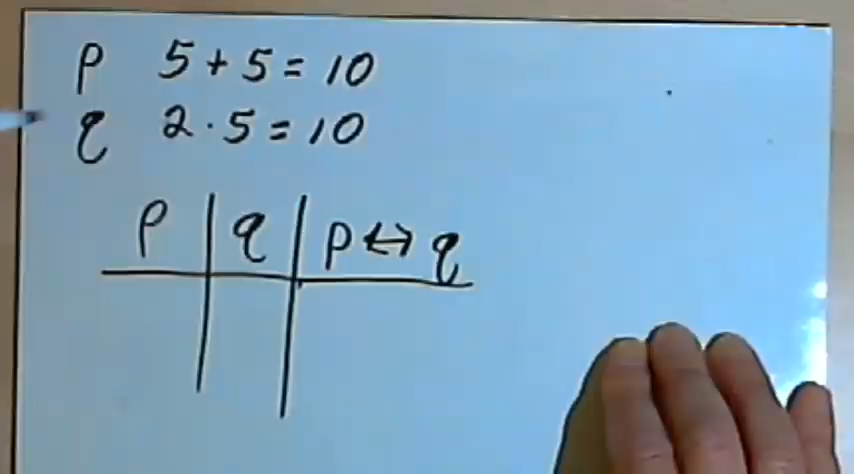 p 5 + 5 = 10
q 2 · 5 = 10
p q p ↔ q